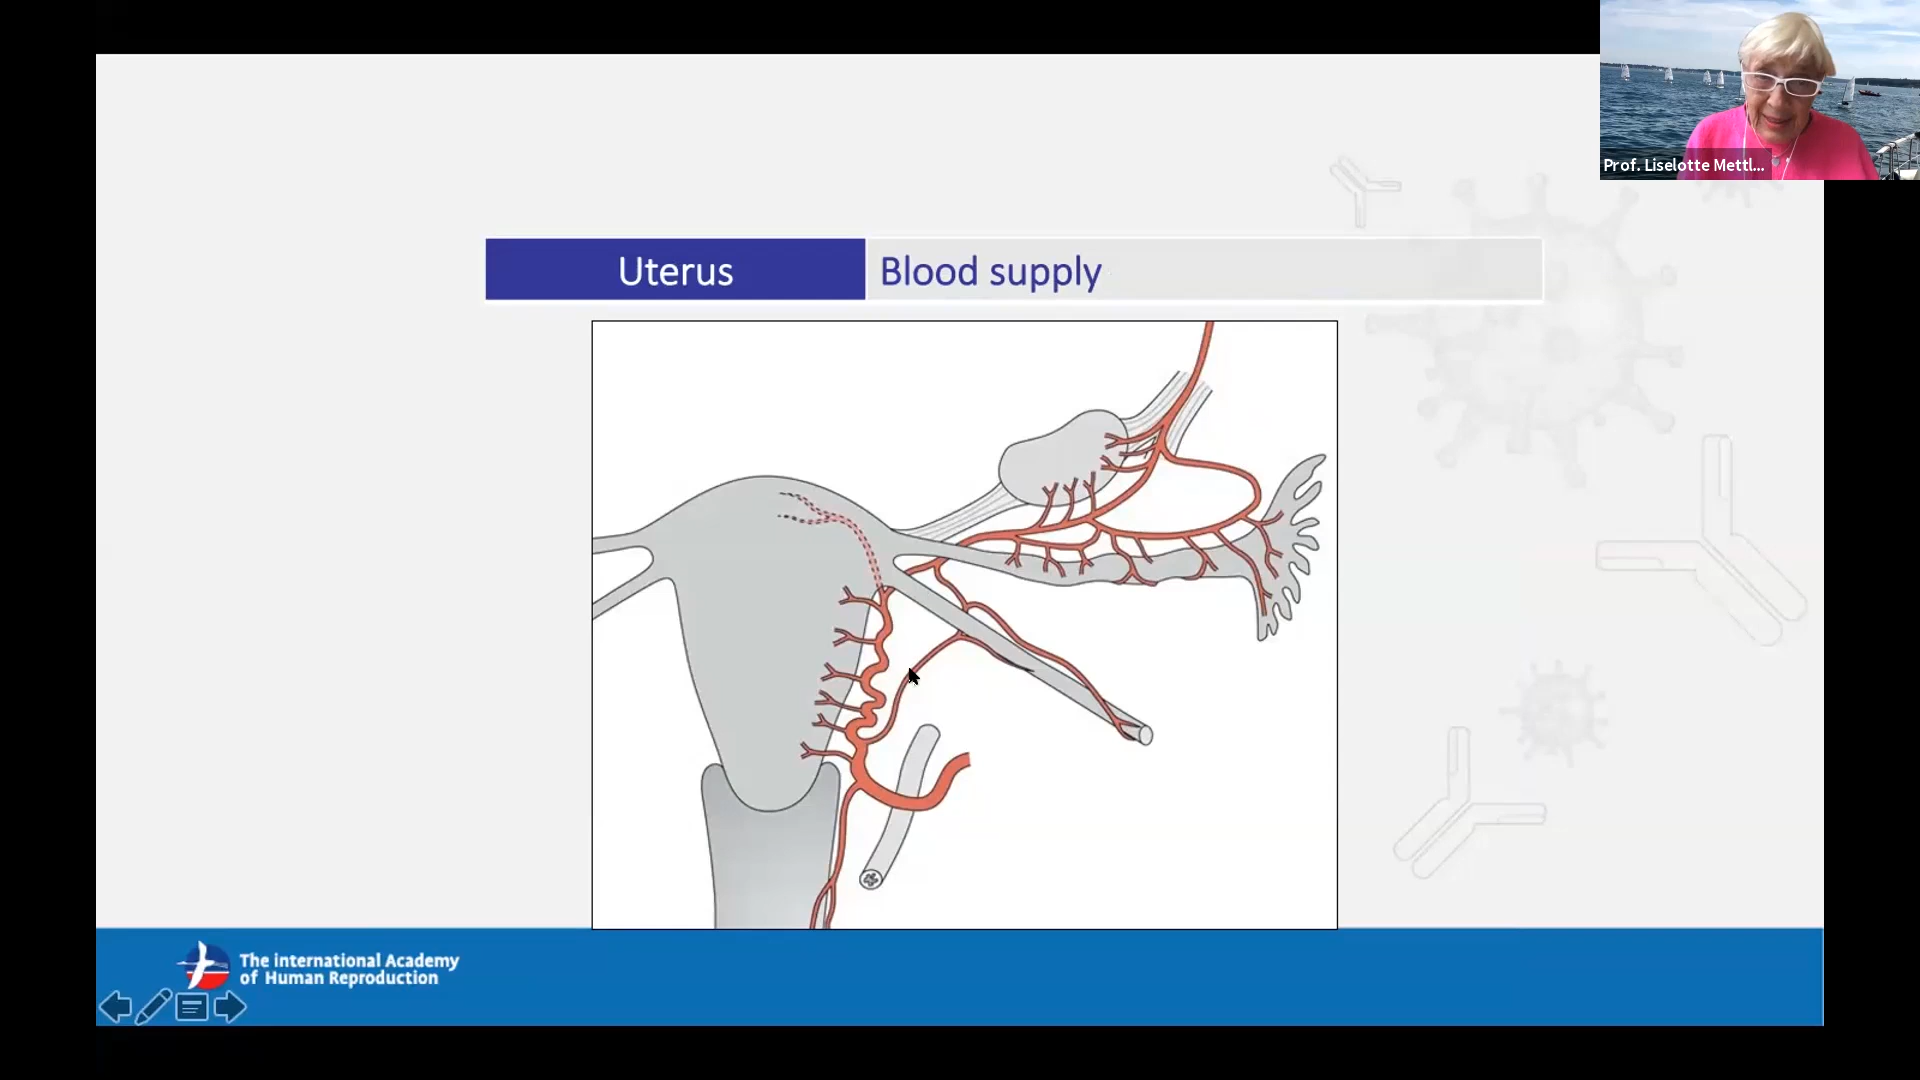 Prof. Liselotte Mettl...
Uterus
Blood supply
The international Academy
of Human Reproduction